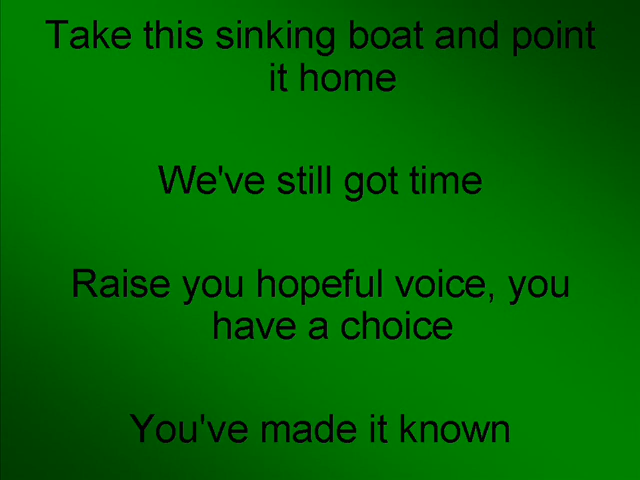 Take this sinking boat and point
it home
We've still got time
Raise you hopeful voice, you
have a choice
You've made it known